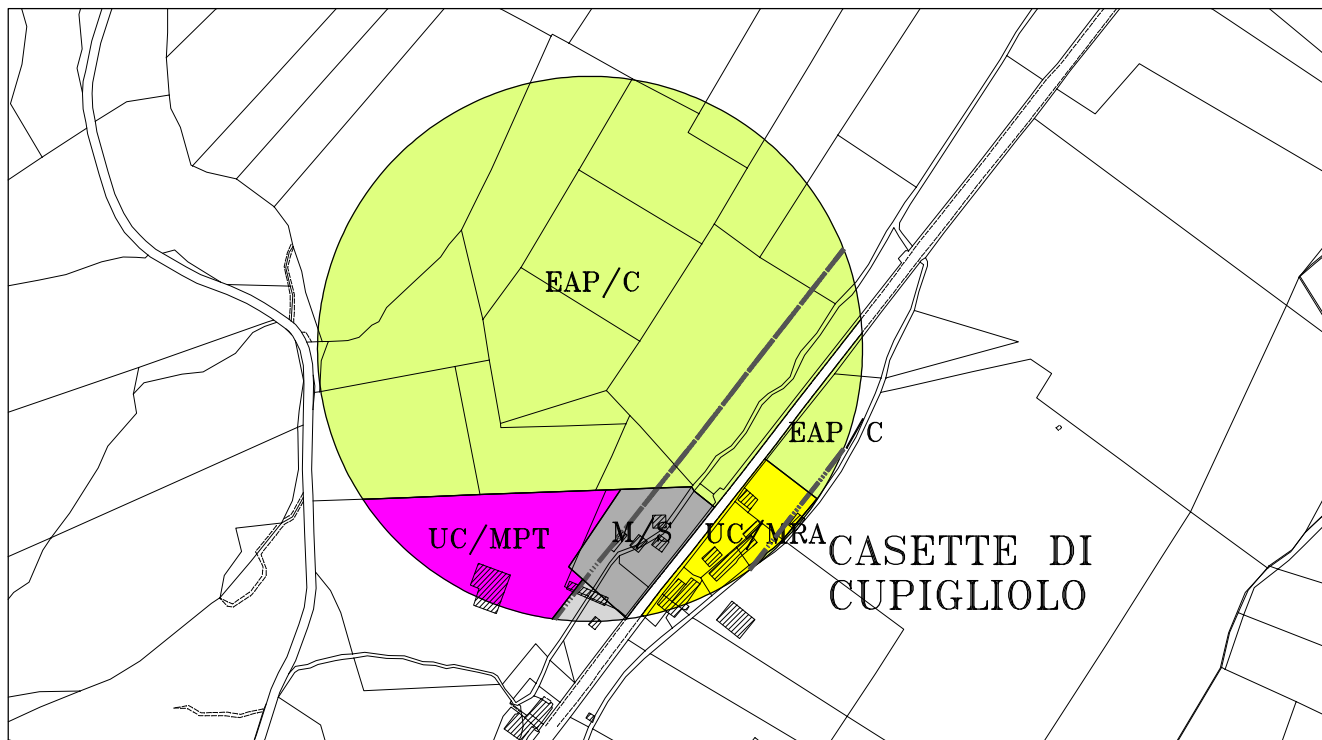 EAP/C
EAP/C
UC/MPT
M/S
UC/MRA
CASETTE DI
CUPIGLIOLO